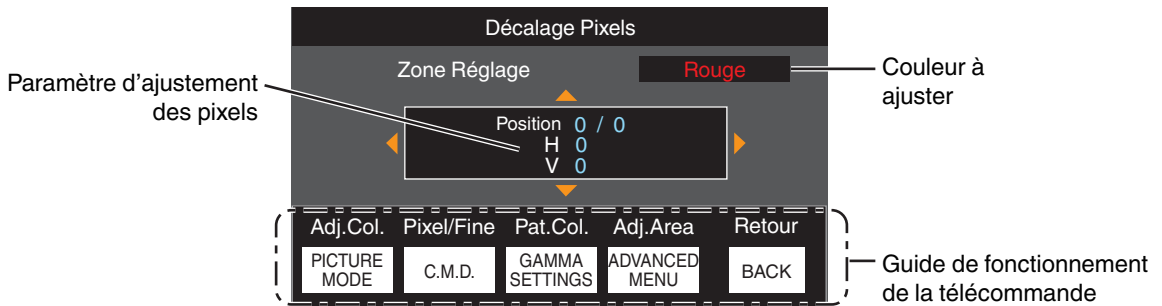 Décalage Pixels
Zone Réglage Rouge
Couleur à
ajuster
Paramètre d'ajustement
des pixels
Position 0 / 0
H 0
V 0
Adj.Col. Pixel/Fine Pat.Col. Adj.Area Retour
PICTURE
MODE
C.M.D.
GAMMA
SETTINGS
ADVANCED
MENU
BACK
Guide de fonctionnement
de la télécommande